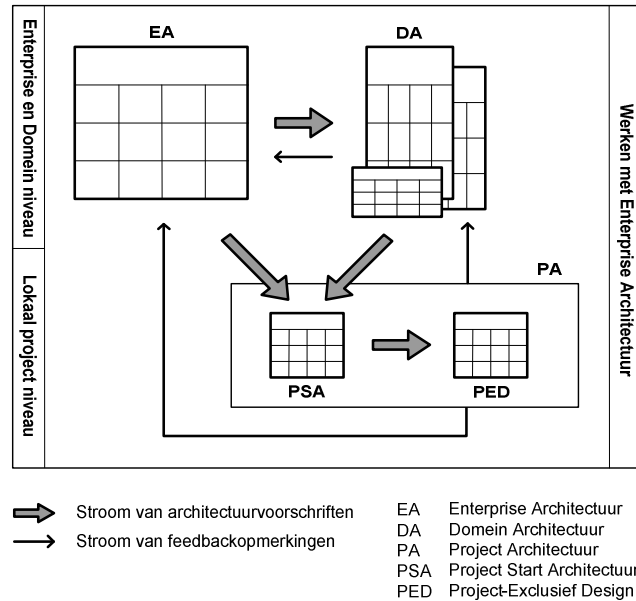 EA
DA
Enterprise en Domein niveau
Werken met Enterprise Architectuur
PA
Lokaal project niveau
PSA
PED
Stroom van architectuurvoorschriften
Stroom van feedbackopmerkingen
EA Enterprise Architectuur
DA Domein Architectuur
PA Project Architectuur
PSA Project Start Architectuur
PED Project-Exclusief Design